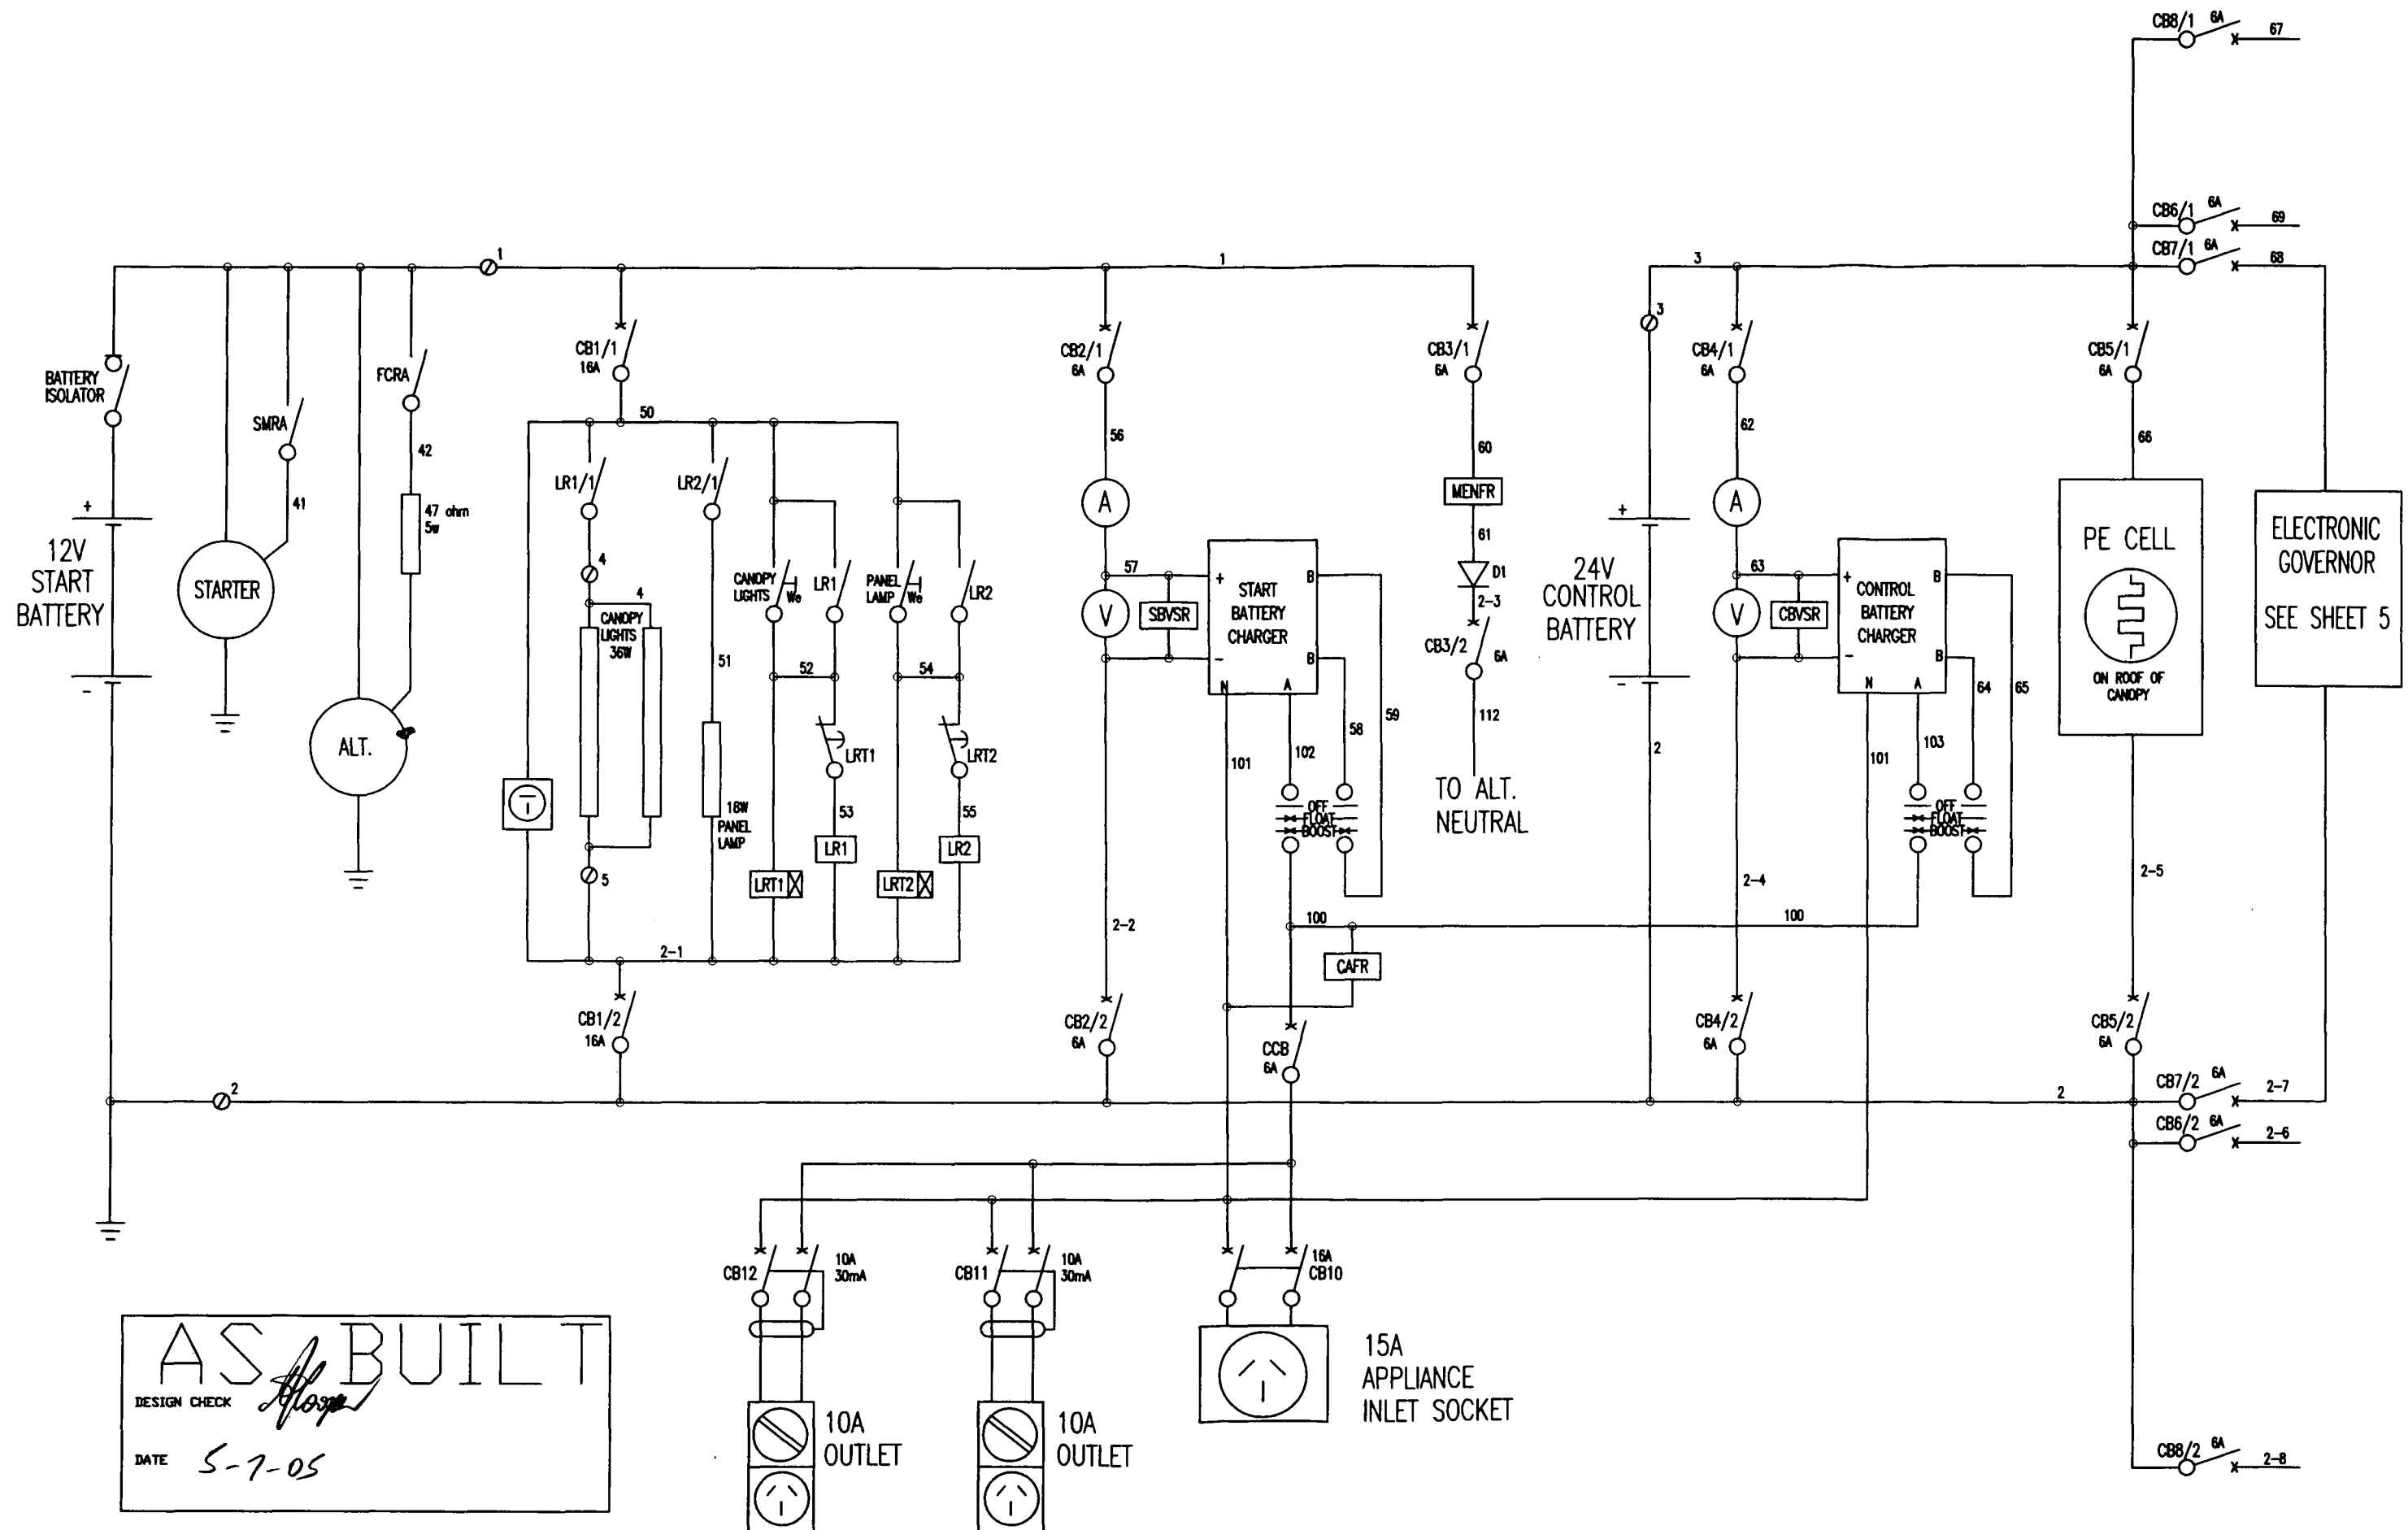 CB8/1 6A 67
CB6/1 6A 69
CB7/1 6A 68
1
1
3
3
BATTERY
ISOLATOR
SMRA
FCRA
42
41
47 ohm
5w
+
12V
START
BATTERY
-
STARTER
ALT.
CB1/1
16A
50
LR1/1
LR2/1
4
4
CANOPY
LIGHTS
36W
5
51
18W
PANEL
LAMP
CANOPY
LIGHTS
We
LR1
PANEL
LAMP
We
LR2
52
54
LRT1
LRT2
53
55
LR1
LR2
LRT1
LRT2
2-1
CB1/2
16A
CB2/1
6A
56
A
57
V
SBVSR
+
START
BATTERY
CHARGER
-
B
B
N
A
101
102
58
59
OFF
FLOAT
BOOST
2-2
CB2/2
6A
100
100
CAFR
CCB
6A
CB3/1
6A
60
MENFR
61
D1
2-3
CB3/2
6A
112
TO ALT.
NEUTRAL
+
24V
CONTROL
BATTERY
-
2
CB4/1
6A
62
A
63
V
CBVSR
+
CONTROL
BATTERY
CHARGER
-
B
B
N
A
101
103
64
65
OFF
FLOAT
BOOST
2-4
CB4/2
6A
CB5/1
6A
66
PE CELL
ON ROOF OF
CANOPY
2-5
CB5/2
6A
ELECTRONIC
GOVERNOR
SEE SHEET 5
2
2
CB7/2 6A 2-7
CB6/2 6A 2-6
CB8/2 6A 2-8
CB12
10A
30mA
CB11
10A
30mA
16A
CB10
10A
OUTLET
10A
OUTLET
15A
APPLIANCE
INLET SOCKET
AS BUILT
DESIGN CHECK
DATE 5-7-05